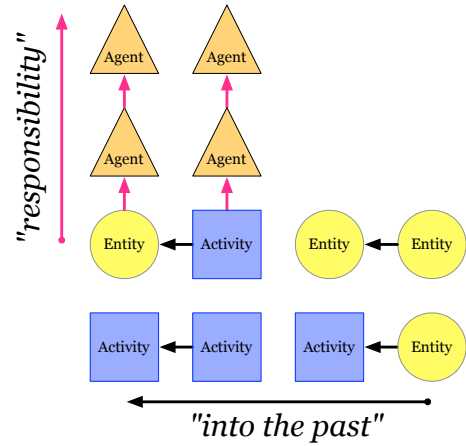 "responsibility"
Agent Agent
Agent Agent
Entity Activity Entity Entity
Activity Activity Activity Entity
"into the past"